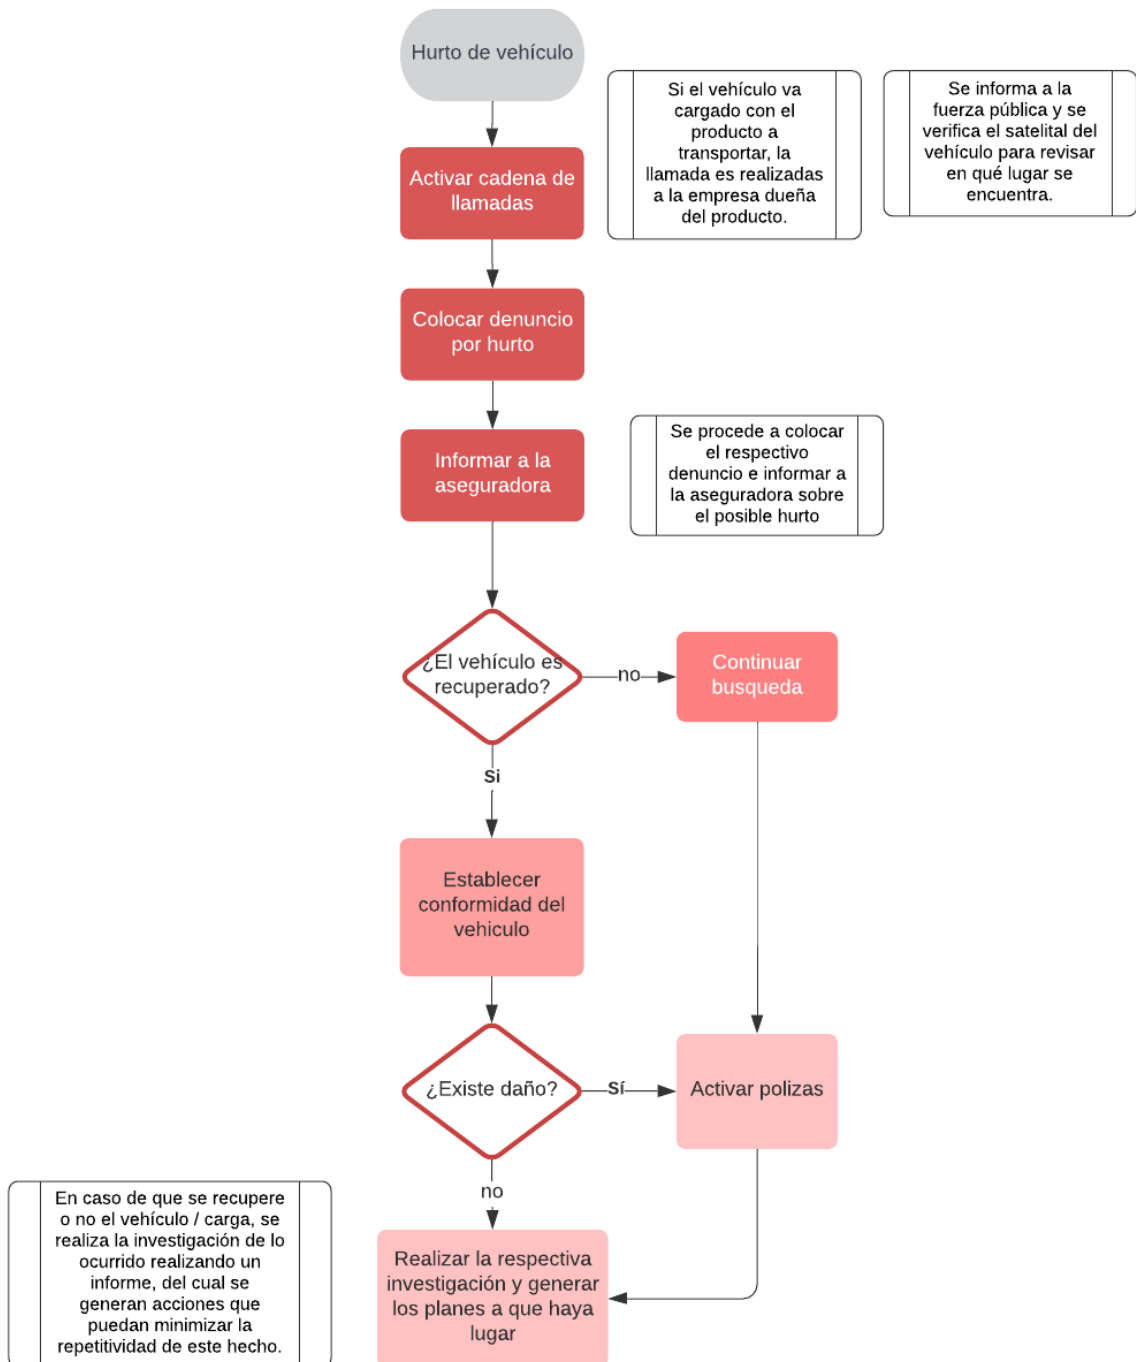 Hurto de vehículo
Si el vehículo va
cargado con el
producto a
transportar, la
llamada es realizadas
a la empresa dueña
del producto.
Se informa a la
fuerza pública y se
verifica el satelital del
vehículo para revisar
en qué lugar se
encuentra.
Activar cadena de
llamadas
Colocar denuncio
por hurto
Informar a la
aseguradora
Se procede a colocar
el respectivo
denuncio e informar a
la aseguradora sobre
el posible hurto
¿El vehículo es
recuperado?
no
Continuar
busqueda
Si
Establecer
conformidad del
vehiculo
¿Existe daño?
Sí
Activar polizas
no
En caso de que se recupere
o no el vehículo / carga, se
realiza la investigación de lo
ocurrido realizando un
informe, del cual se
generan acciones que
puedan minimizar la
repetitividad de este hecho.
Realizar la respectiva
investigación y generar
los planes a que haya
lugar